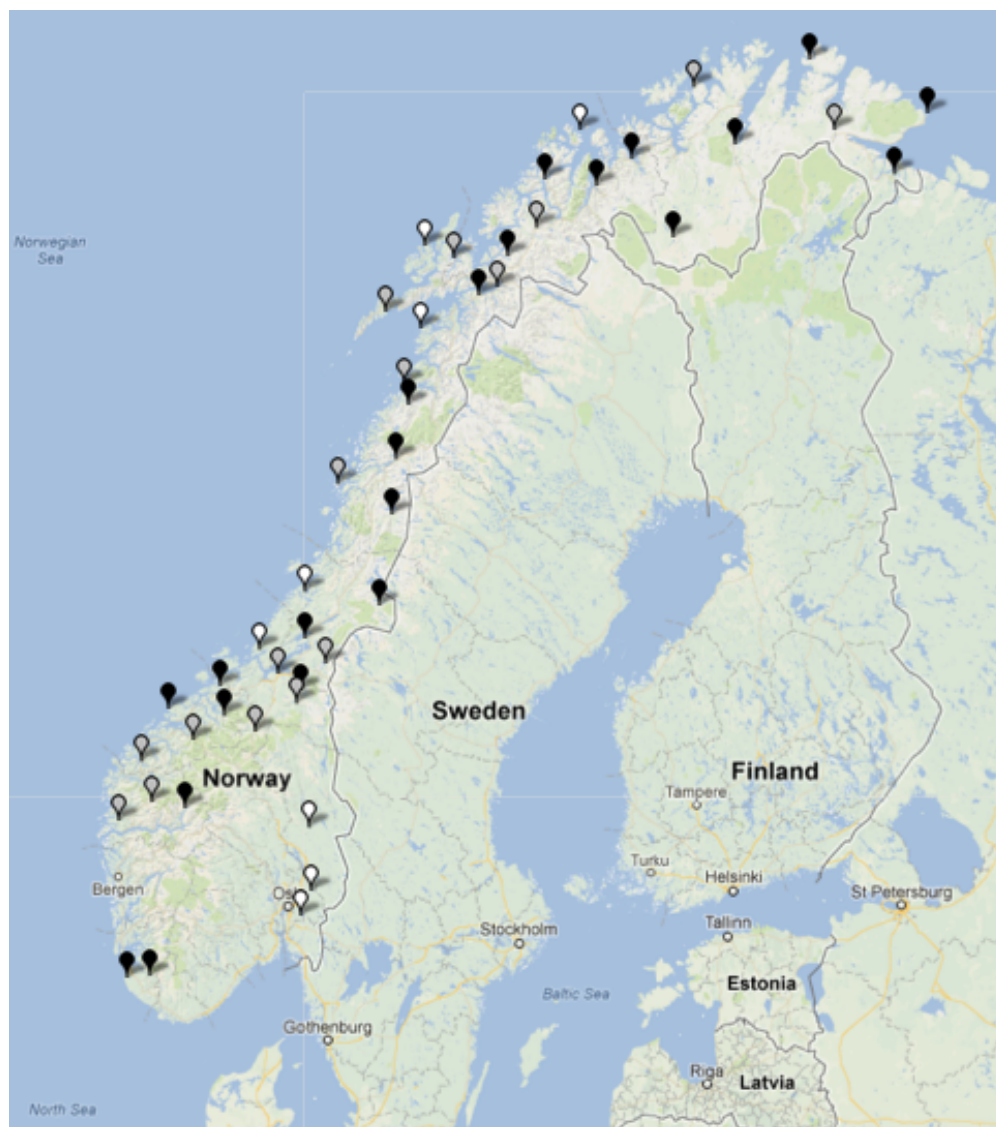 Norwegian
Sea
Sweden
Norway
Finland
Tampere
Turku
Helsinki
Bergen
St Petersburg
Tallinn
Stockholm
Estonia
Baltic Sea
Gothenburg
Riga
Latvia
North Sea